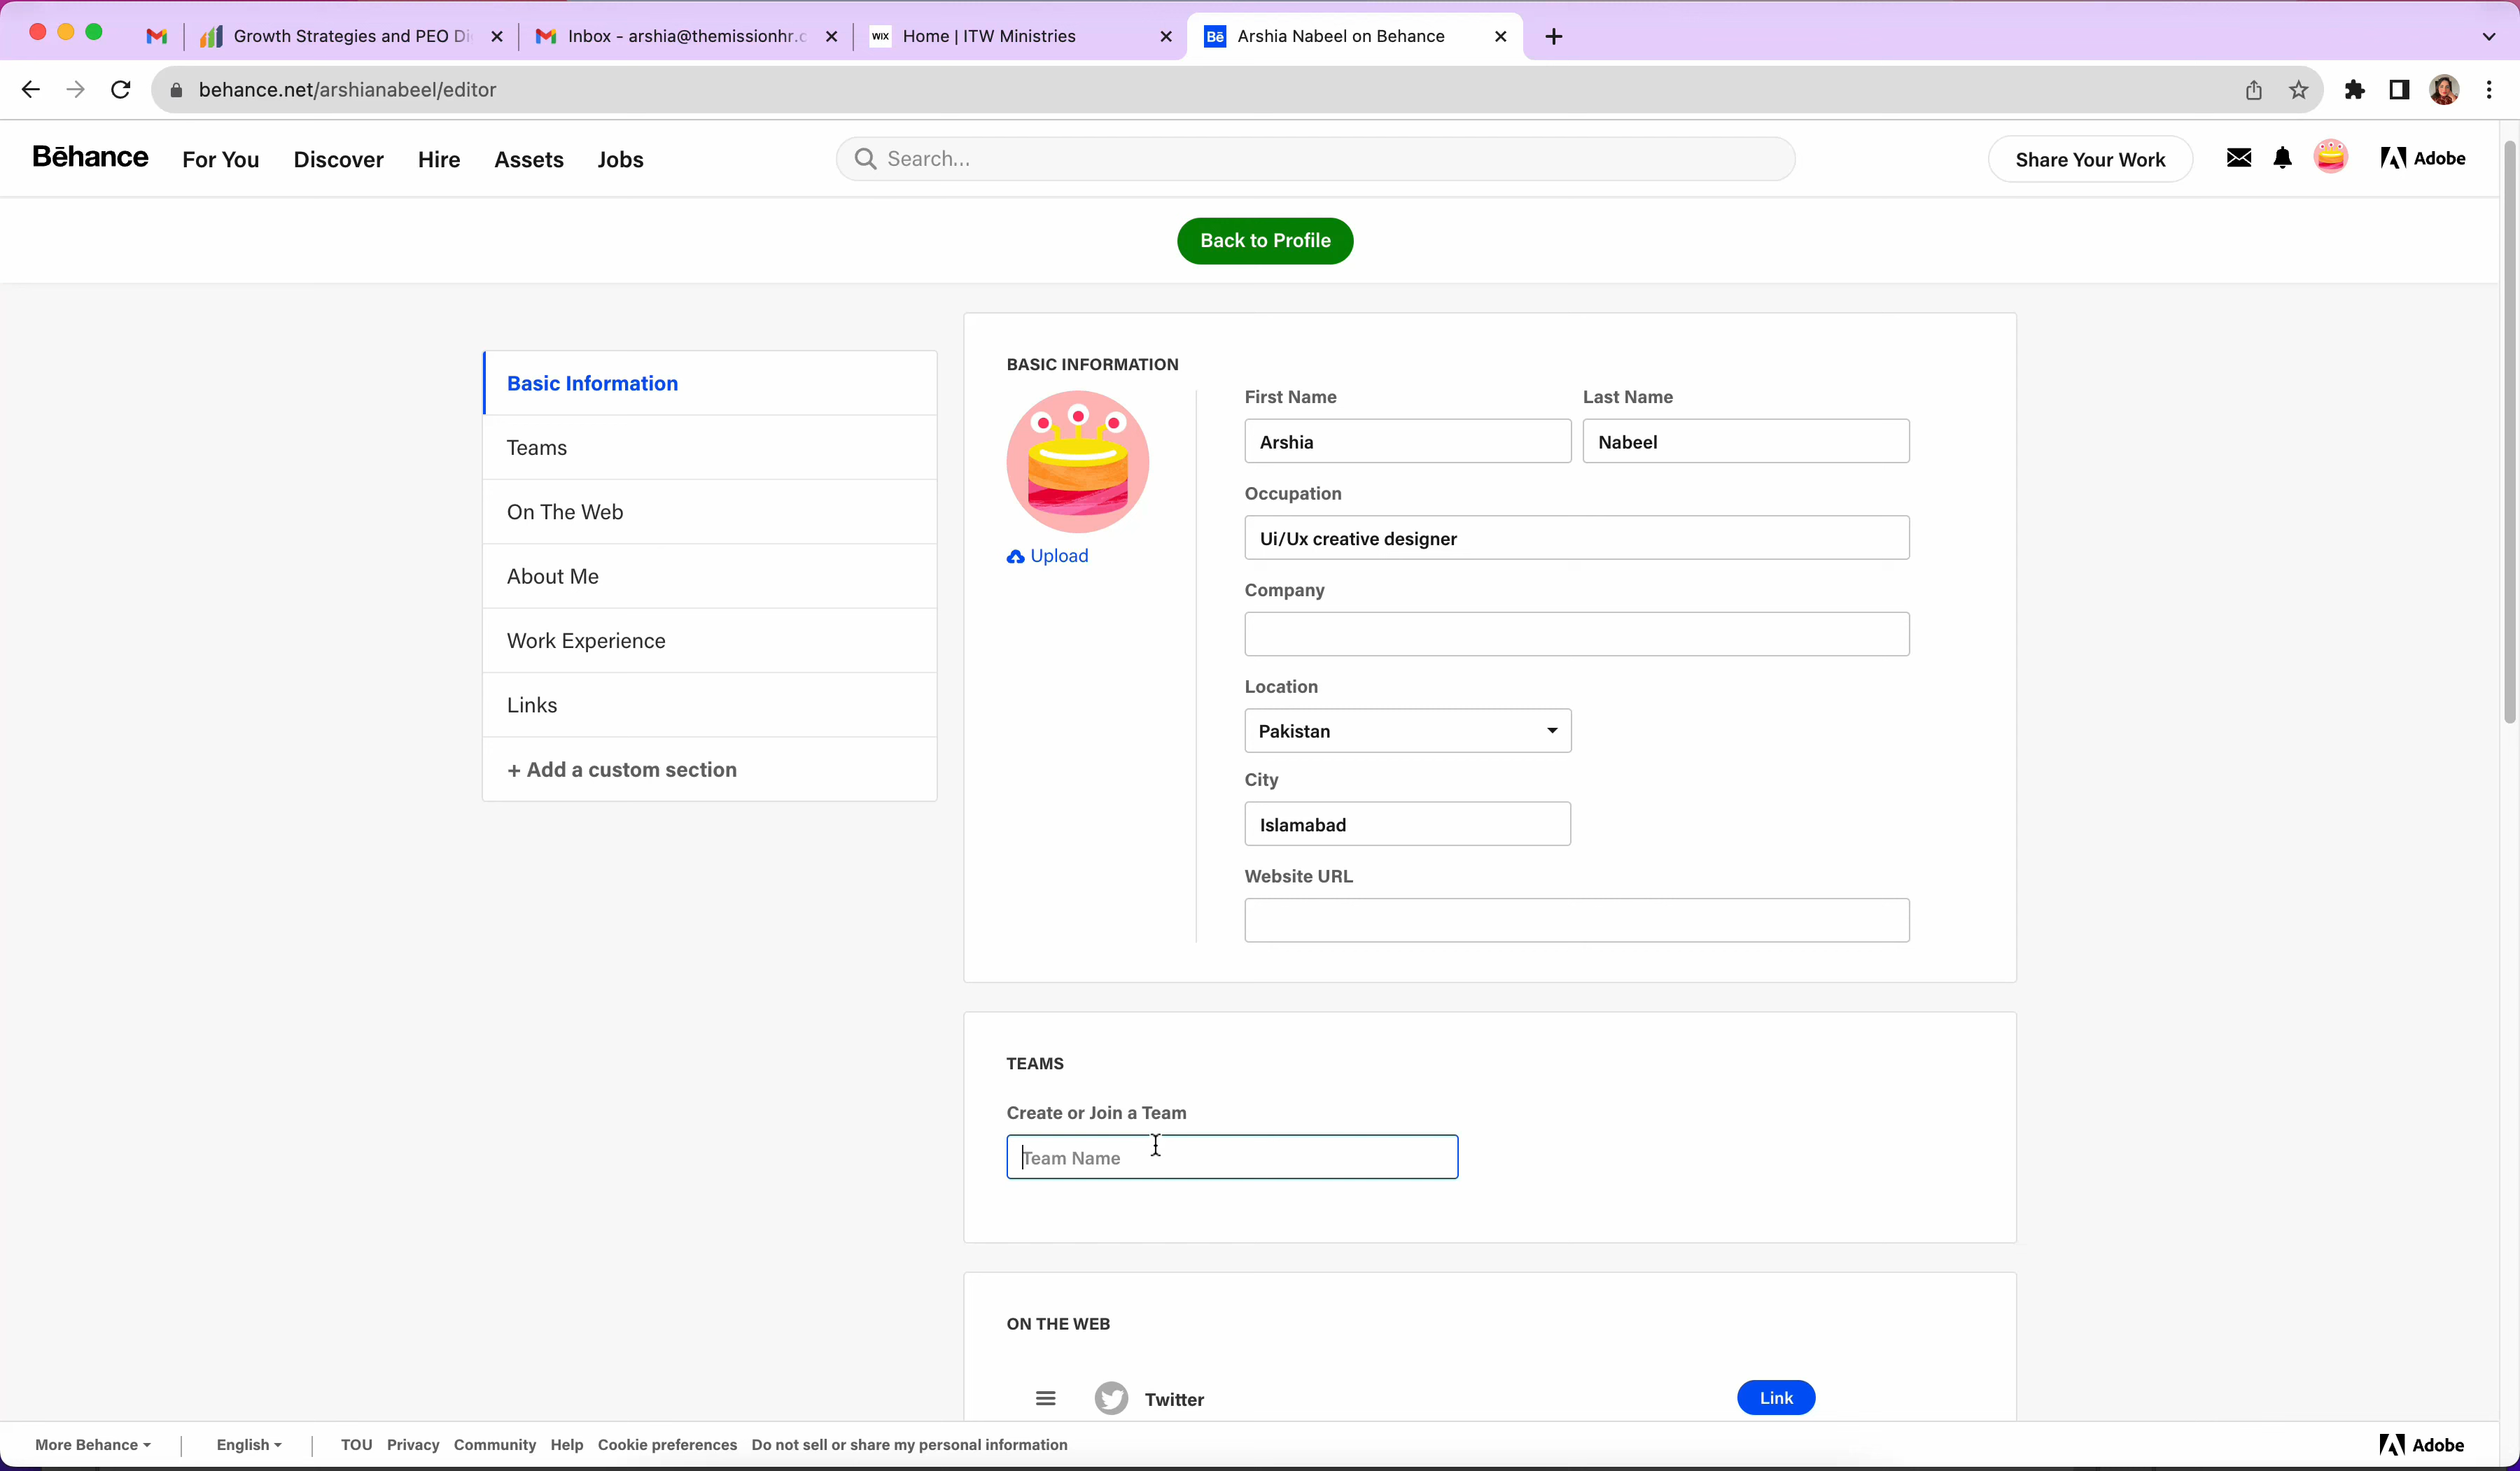 Growth Strategies and PEO Di
Inbox - arshia@themissionhr.c
WIX
Home | ITW Ministries
Bē
Arshia Nabeel on Behance
behance.net/arshianabeel/editor
Bēhance
For You
Discover
Hire
Assets
Jobs
Search...
Share Your Work
Adobe
Back to Profile
Basic Information
Teams
On The Web
About Me
Work Experience
Links
+ Add a custom section
BASIC INFORMATION
Upload
First Name
Last Name
Arshia
Nabeel
Occupation
Ui/Ux creative designer
Company
Location
Pakistan
City
Islamabad
Website URL
TEAMS
Create or Join a Team
Team Name
ON THE WEB
Twitter
Link
More Behance
English
TOU
Privacy
Community
Help
Cookie preferences
Do not sell or share my personal information
Adobe